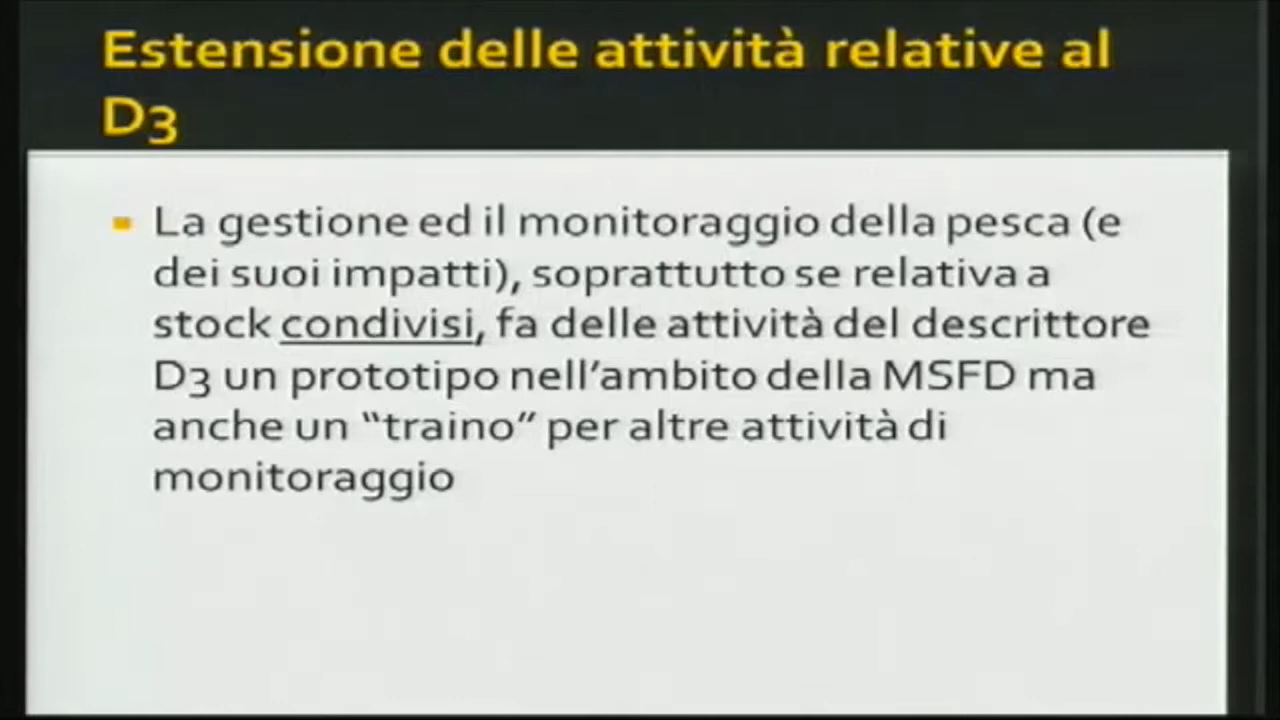 Estensione delle attività relative al
D3
La gestione ed il monitoraggio della pesca (e
dei suoi impatti), soprattutto se relativa a
stock condivisi, fa delle attività del descrittore
D3 un prototipo nell’ambito della MSFD ma
anche un “traino” per altre attività di
monitoraggio